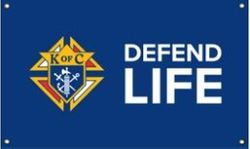 K OF C
DEFEND
LIFE